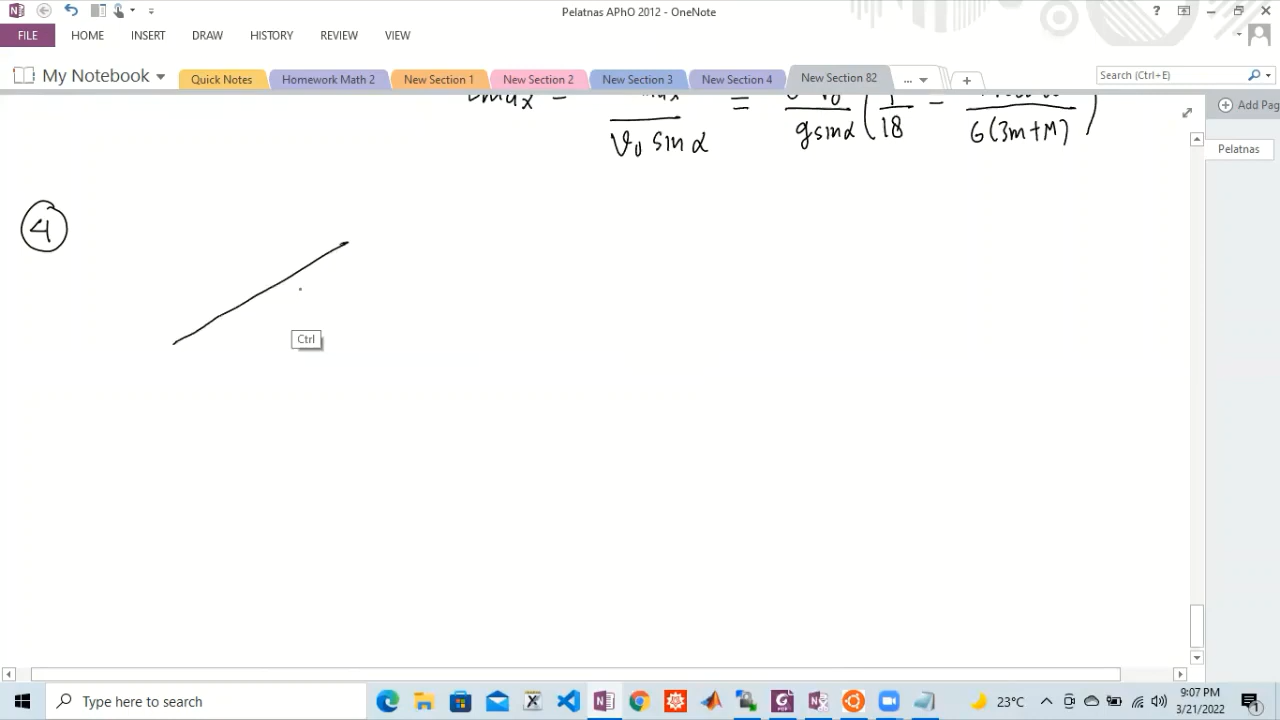 Pelatnas APhO 2012 - OneNote
?
FILE HOME INSERT DRAW HISTORY REVIEW VIEW
My Notebook Quick Notes Homework Math 2 New Section 1 New Section 2 New Section 3 New Section 4 New Section 82 ... + Search (Ctrl+E)
Add Pag
Pelatnas
=
V₀ sin α = g sin α ( 18 - 6(3m+M) )
4
Ctrl
Type here to search
23°C
9:07 PM
3/21/2022